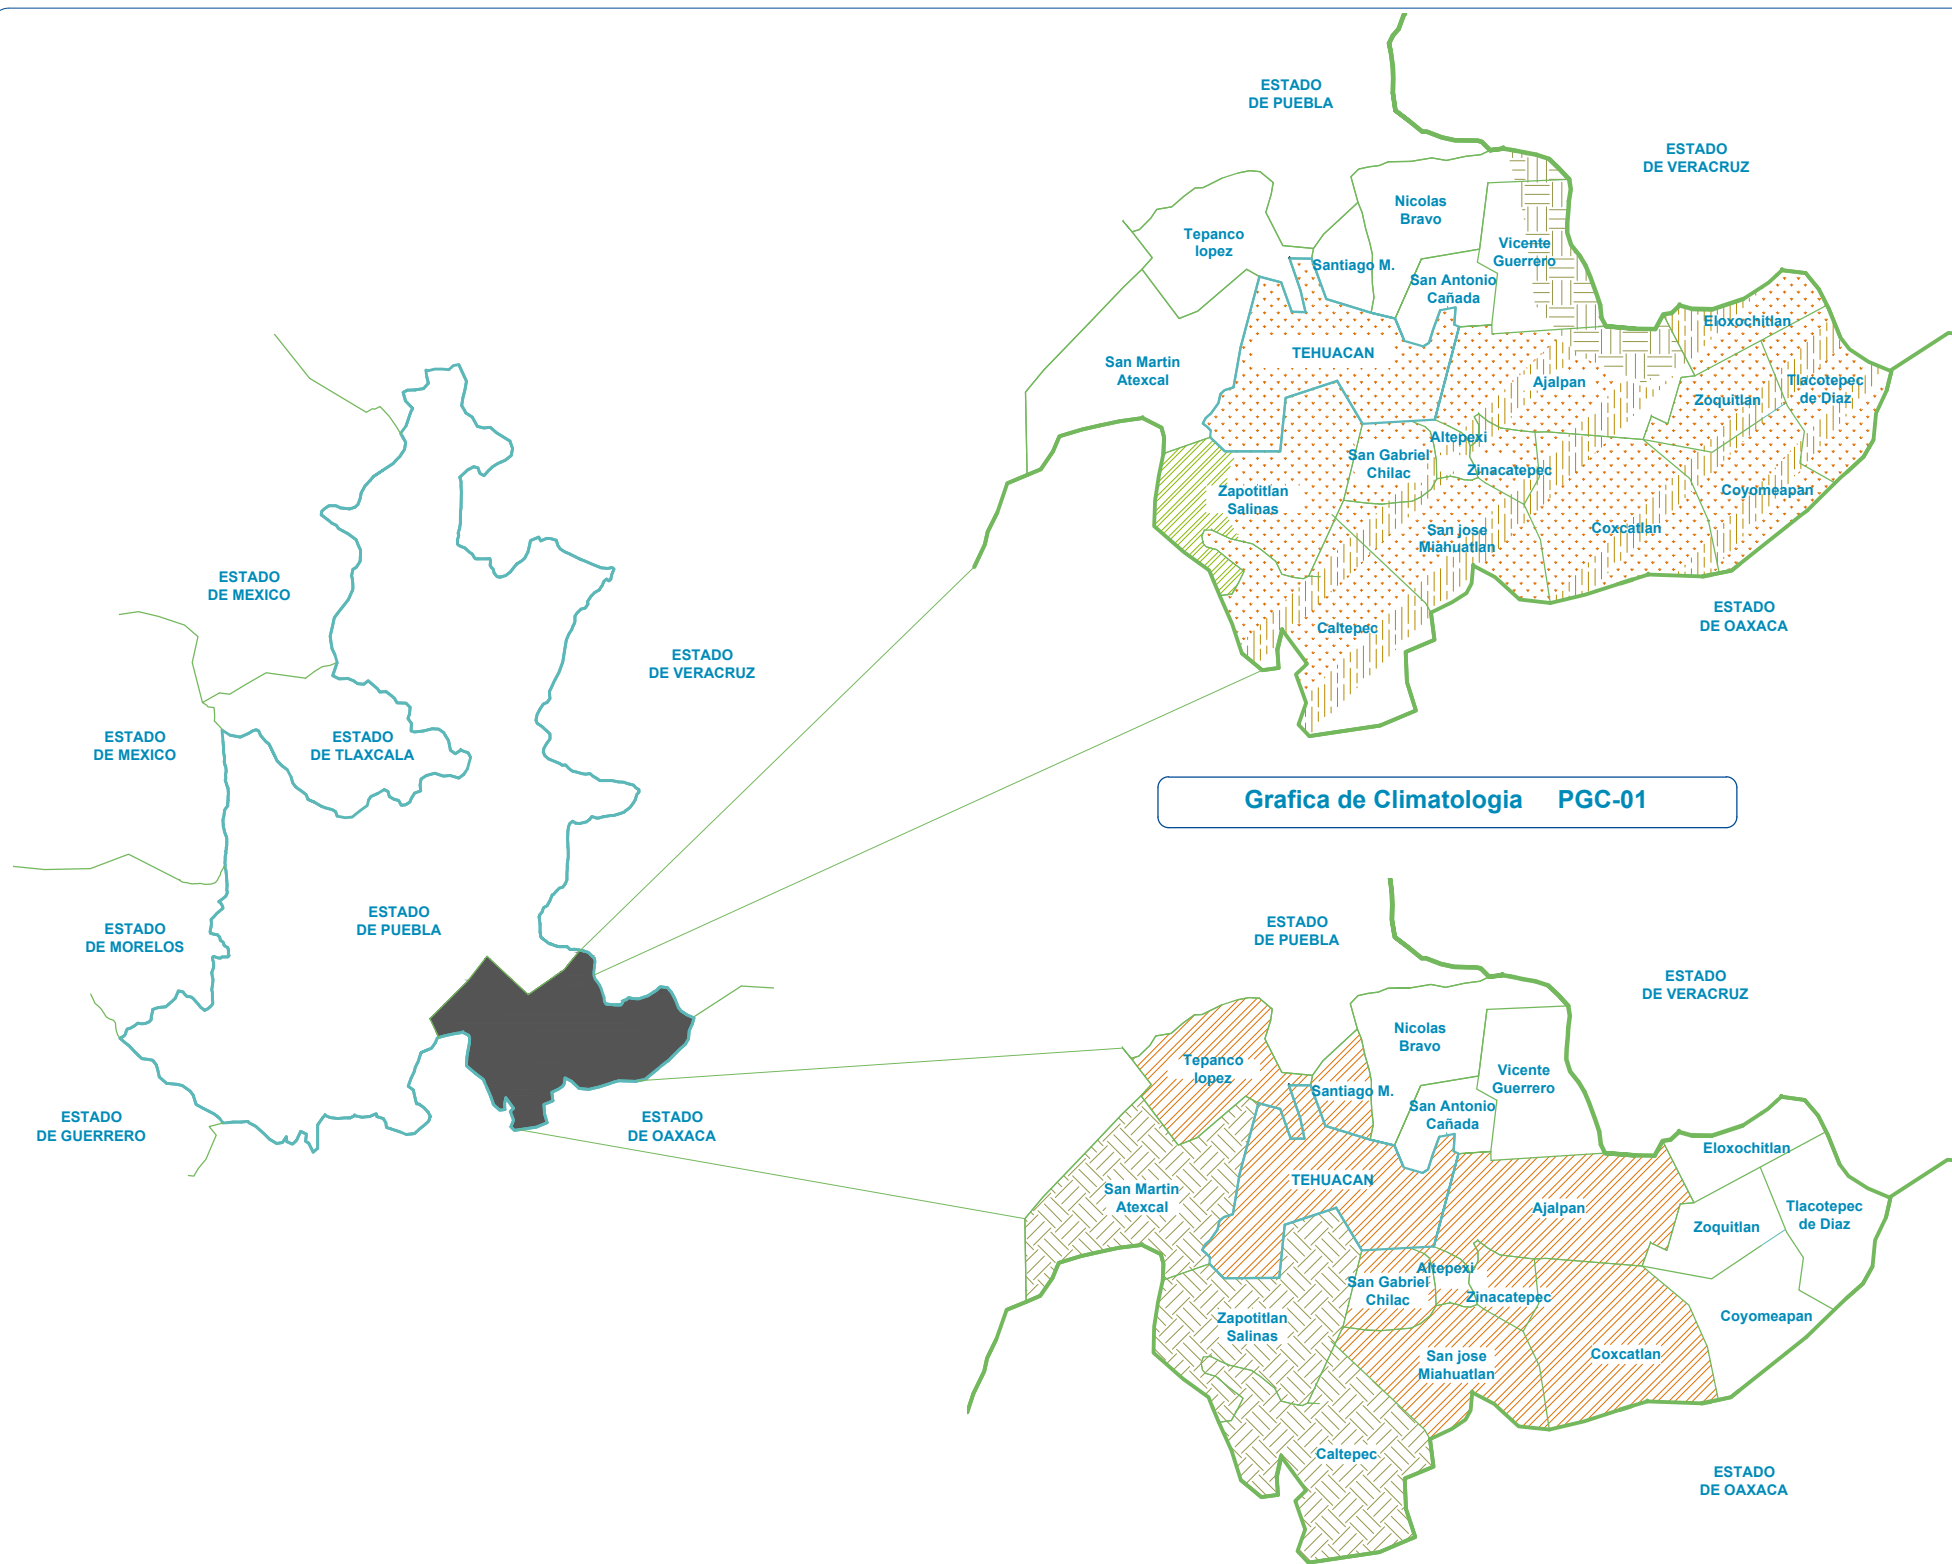 ESTADO
DE PUEBLA
ESTADO
DE VERACRUZ
Nicolas
Bravo
Tepanco
lopez
Vicente
Guerrero
Santiago M.
San Antonio
Cañada
Eloxochitlan
TEHUACAN
San Martin
Atexcal
Ajalpan
Tlacotepec
de Diaz
Zoquitlan
Altepexi
San Gabriel
Chilac
Zinacatepec
Zapotitlan
Salinas
Coyomeapan
San jose
Miahuatlan
Coxcatlan
Caltepec
ESTADO
DE OAXACA
ESTADO
DE MEXICO
ESTADO
DE VERACRUZ
ESTADO
DE MEXICO
ESTADO
DE TLAXCALA
ESTADO
DE PUEBLA
ESTADO
DE MORELOS
ESTADO
DE GUERRERO
ESTADO
DE OAXACA
Grafica de Climatologia PGC-01
ESTADO
DE PUEBLA
ESTADO
DE VERACRUZ
Nicolas
Bravo
Tepanco
lopez
Vicente
Guerrero
Santiago M.
San Antonio
Cañada
Eloxochitlan
TEHUACAN
San Martin
Atexcal
Ajalpan
Tlacotepec
de Diaz
Zoquitlan
Altepexi
San Gabriel
Chilac
Zinacatepec
Zapotitlan
Salinas
Coyomeapan
San jose
Miahuatlan
Coxcatlan
Caltepec
ESTADO
DE OAXACA